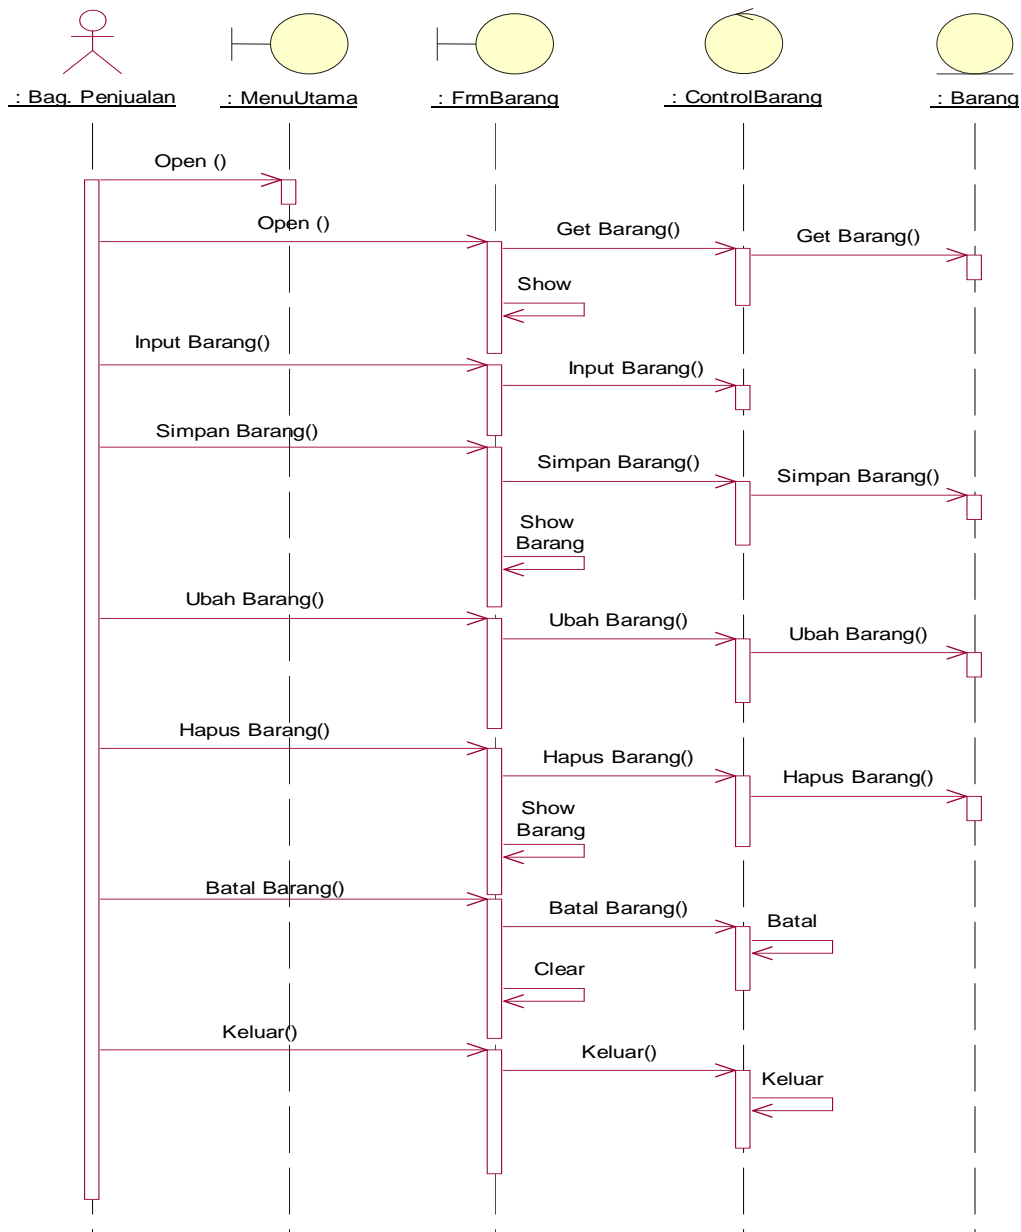 : Bag. Penjualan
: MenuUtama
: FrmBarang
: ControlBarang
: Barang
Open ()
Open ()
Get Barang()
Get Barang()
Show
Input Barang()
Input Barang()
Simpan Barang()
Simpan Barang()
Simpan Barang()
Show
Barang
Ubah Barang()
Ubah Barang()
Ubah Barang()
Hapus Barang()
Hapus Barang()
Hapus Barang()
Show
Barang
Batal Barang()
Batal Barang()
Batal
Clear
Keluar()
Keluar()
Keluar